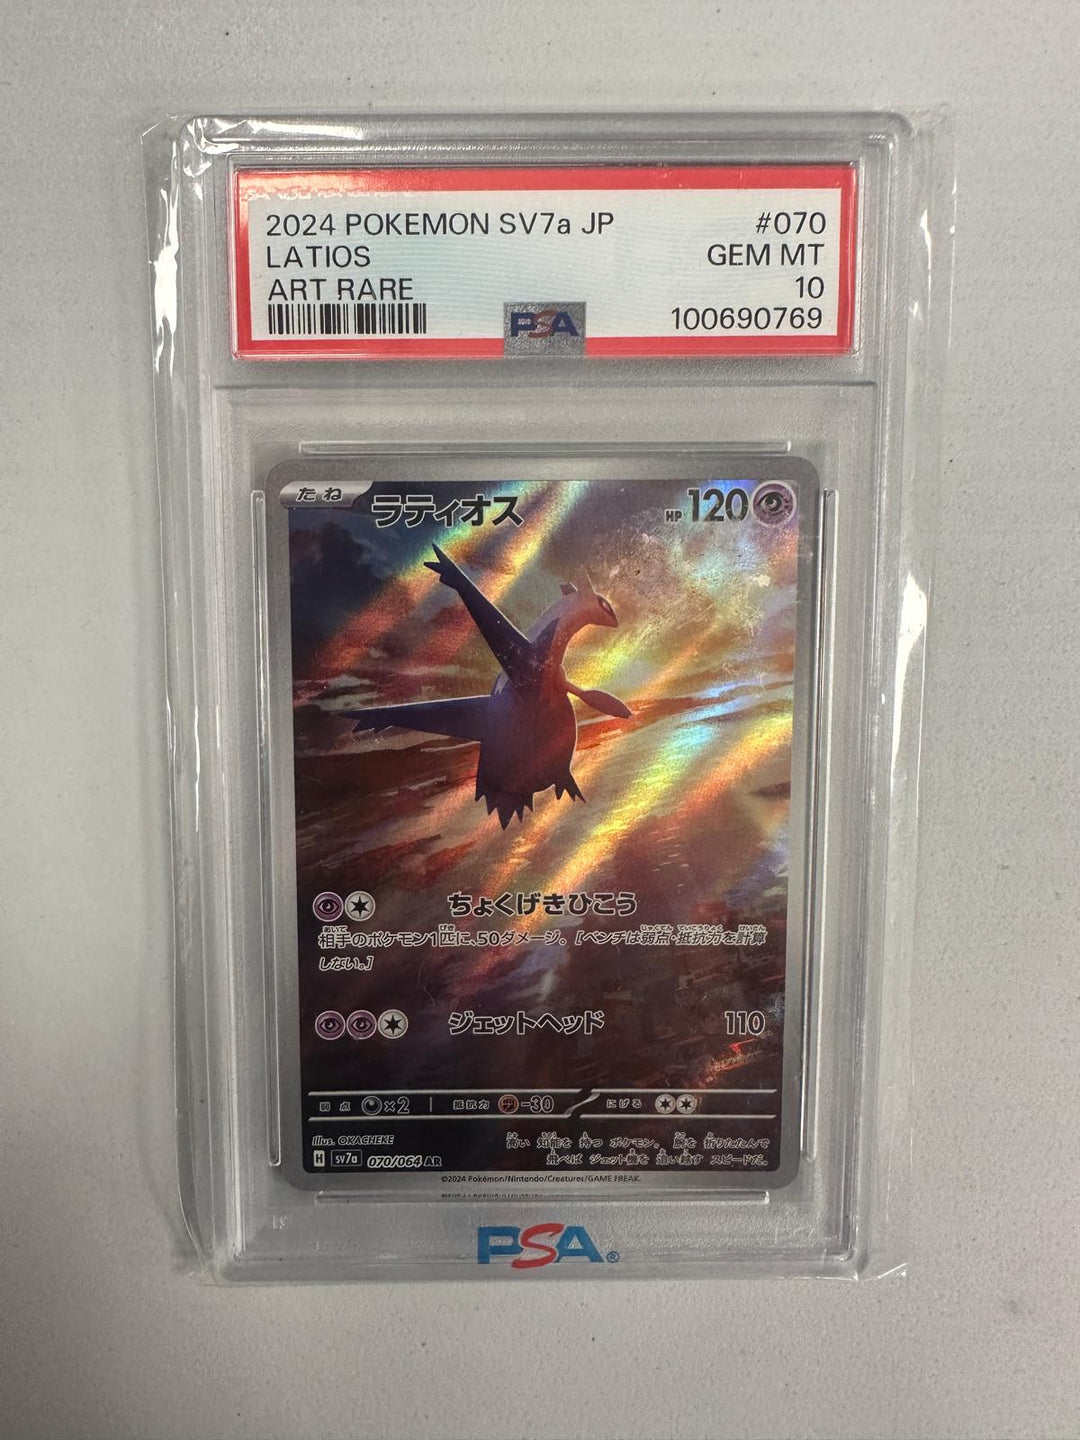 2024 POKEMON SV7a JP #070
LATIOS GEM MT
ART RARE 10
PSA 100690769
たね ラティオス HP 120
ちょくげきひこう
相手のポケモン1匹に、50ダメージ。[ベンチは弱点・抵抗力を計算
しない。]
ジェットヘッド 110
弱点 ×2 抵抗力 -30 にげる
Illus. OKACHEKE
高い 知能を 持つ ポケモン。 腕を 折りたたんで
飛べば ジェット機を 追い越す スピードだ。
H SV7a 070/064 AR
©2024 Pokémon/Nintendo/Creatures/GAME FREAK.
PSA®